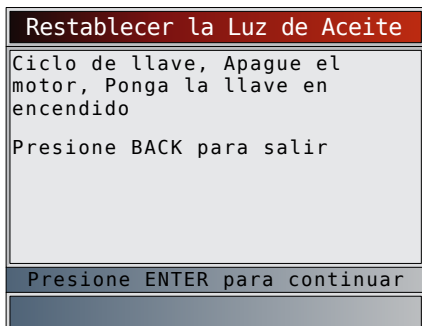 Restablecer la Luz de Aceite
Ciclo de llave, Apague el
motor, Ponga la llave en
encendido
Presione BACK para salir
Presione ENTER para continuar